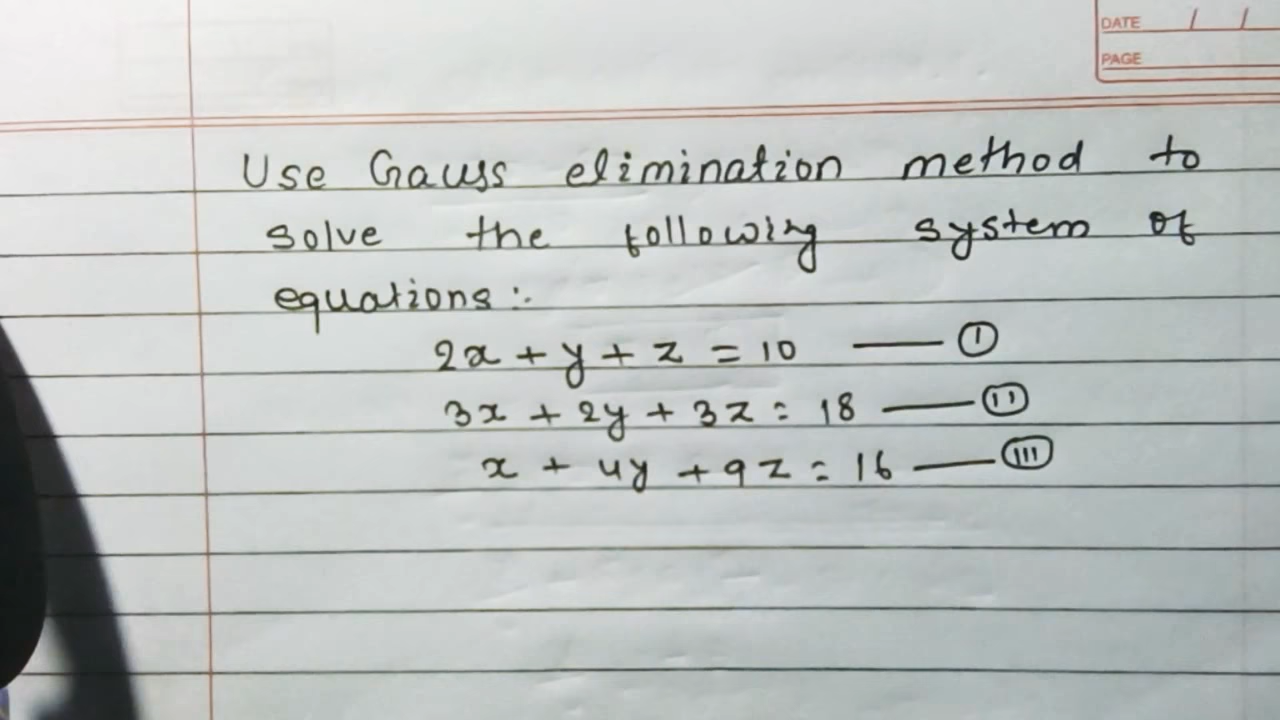 DATE / /
PAGE
Use Gauss elimination method to
solve the following system of
equations :-
2x + y + z = 10 —— (I)
3x + 2y + 3z = 18 —— (II)
x + 4y + 9z = 16 —— (III)